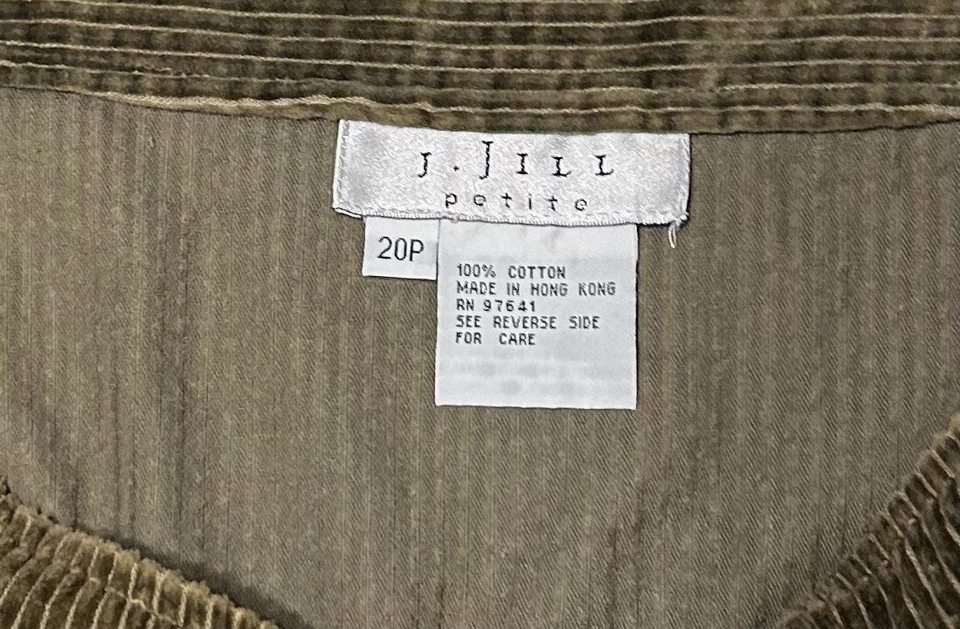 J. JILL
petite
20P
100% COTTON
MADE IN HONG KONG
RN 97641
SEE REVERSE SIDE
FOR CARE